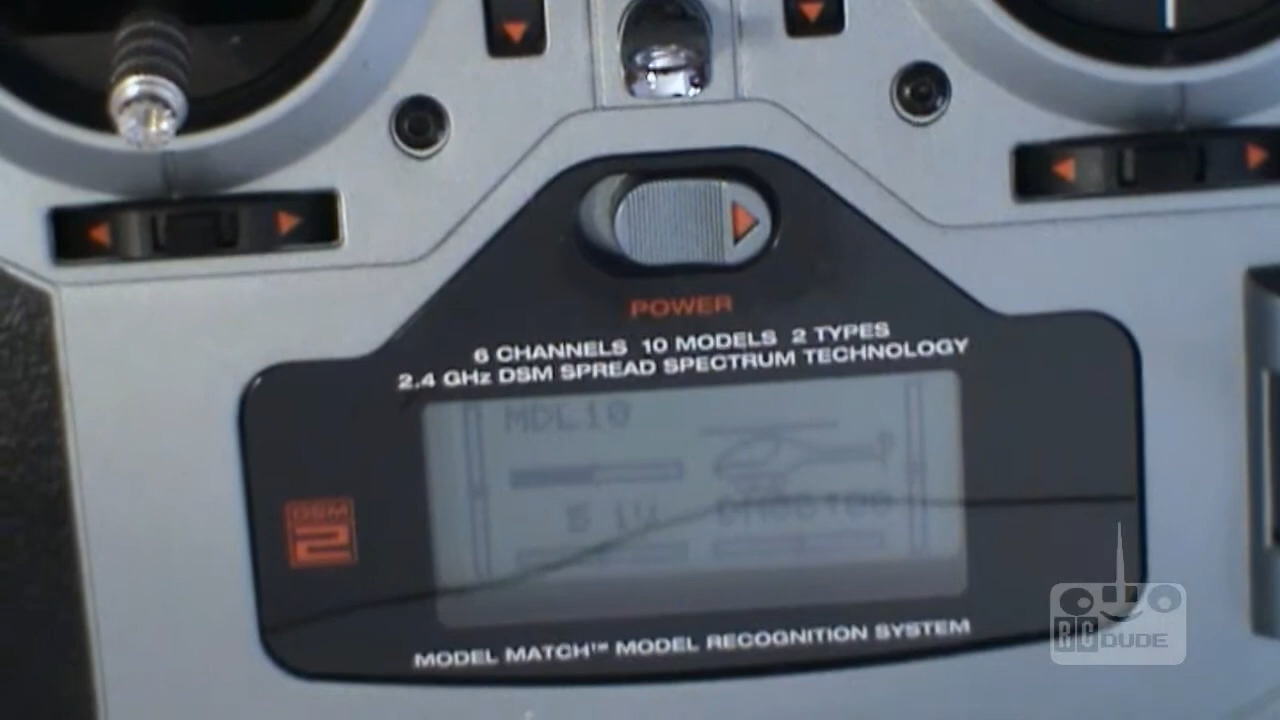 POWER
6 CHANNELS 10 MODELS 2 TYPES
2.4 GHz DSM SPREAD SPECTRUM TECHNOLOGY
MDL10
DSM
2
MODEL MATCH™ MODEL RECOGNITION SYSTEM
RC DUDE